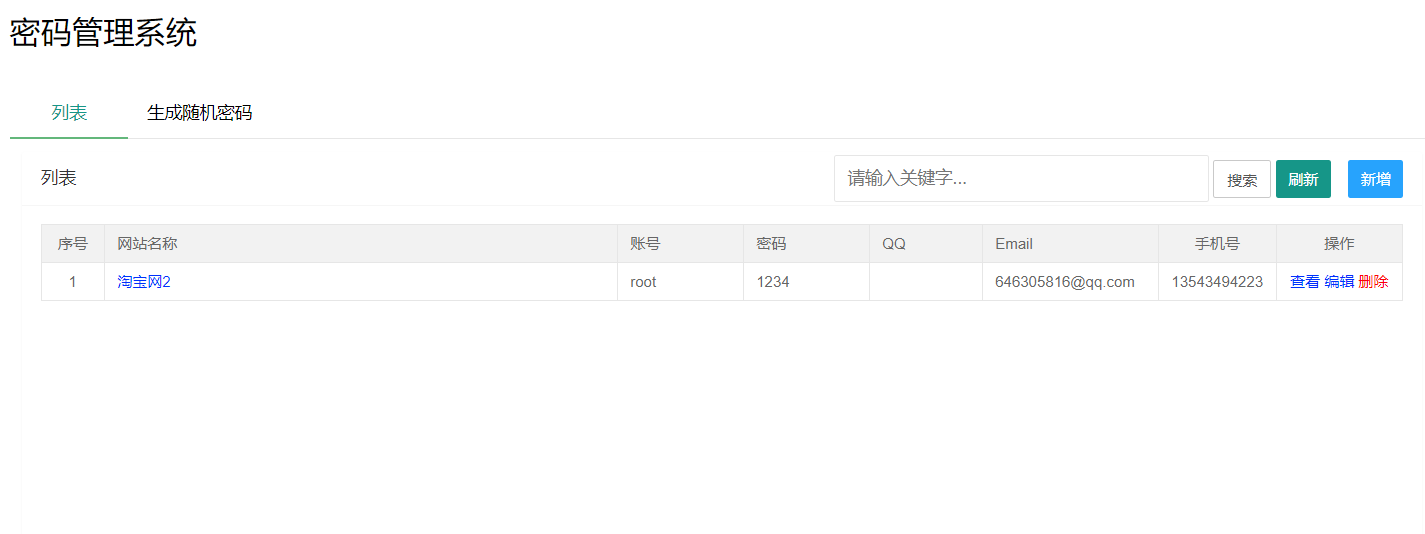 密码管理系统
列表 生成随机密码
列表 请输入关键字... 搜索 刷新 新增
序号 网站名称 账号 密码 QQ Email 手机号 操作
1 淘宝网2 root 1234 646305816@qq.com 13543494223 查看 编辑 删除